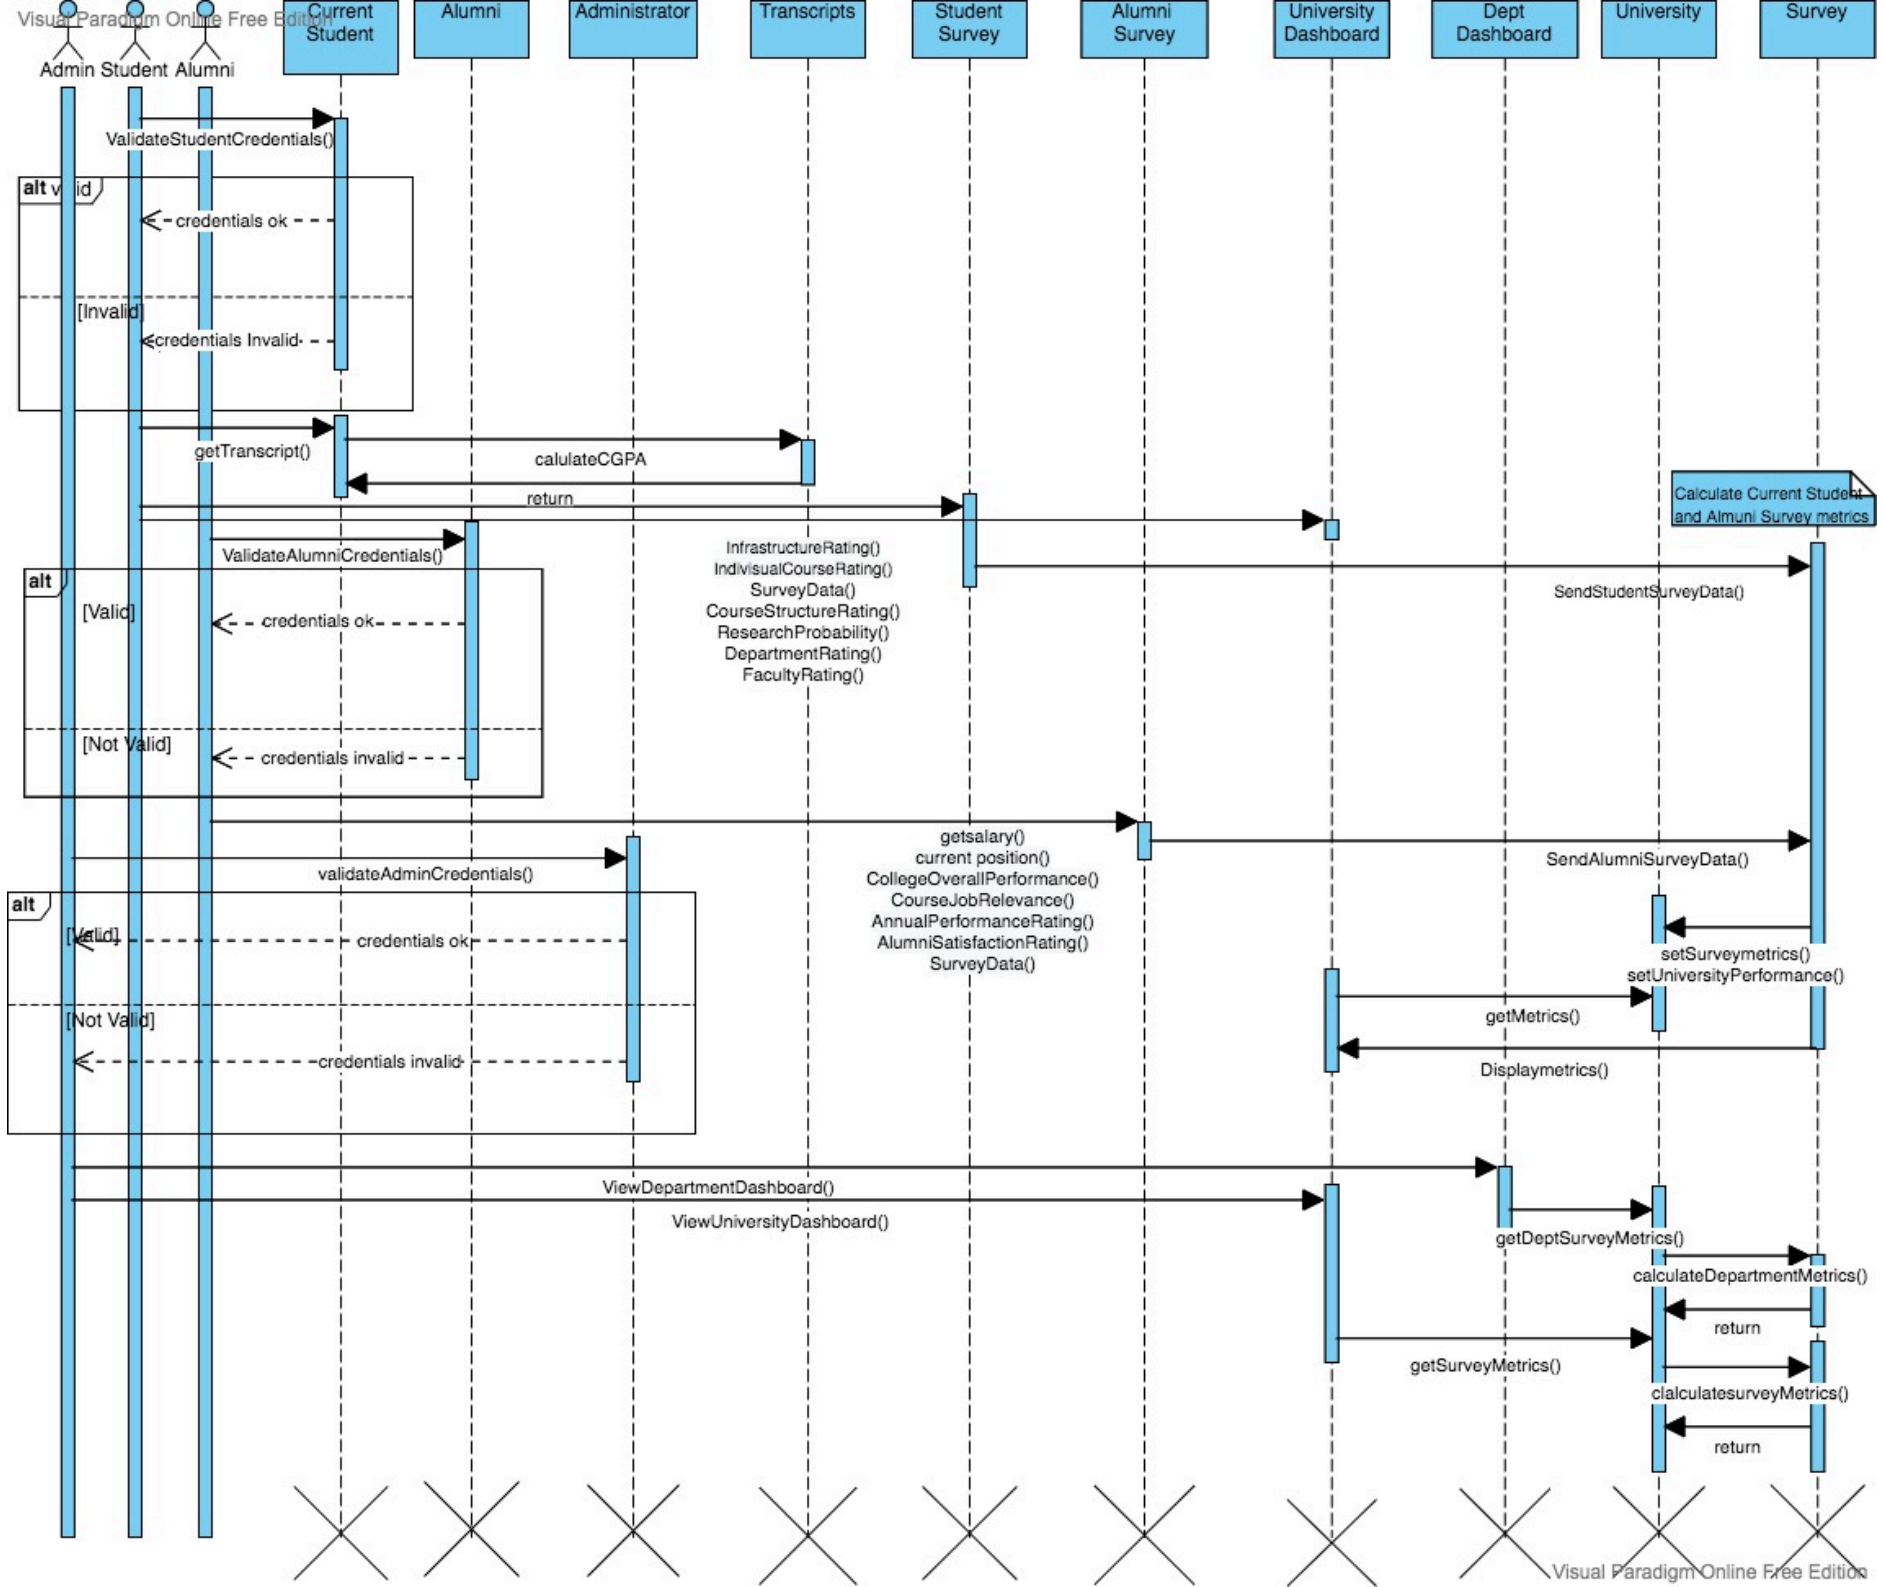 Visual Paradigm Online Free Edition
Admin
Student
Alumni
Current
Student
Alumni
Administrator
Transcripts
Student
Survey
Alumni
Survey
University
Dashboard
Dept
Dashboard
University
Survey
ValidateStudentCredentials()
alt valid
credentials ok
[Invalid]
credentials Invalid
getTranscript()
calulateCGPA
return
Calculate Current Student
and Almuni Survey metrics
ValidateAlumniCredentials()
InfrastructureRating()
IndivisualCourseRating()
SurveyData()
CourseStructureRating()
ResearchProbability()
DepartmentRating()
FacultyRating()
SendStudentSurveyData()
alt
[Valid]
credentials ok
[Not Valid]
credentials invalid
getsalary()
current position()
CollegeOverallPerformance()
CourseJobRelevance()
AnnualPerformanceRating()
AlumniSatisfactionRating()
SurveyData()
SendAlumniSurveyData()
validateAdminCredentials()
alt
[Valid]
credentials ok
setSurveymetrics()
setUniversityPerformance()
[Not Valid]
getMetrics()
credentials invalid
Displaymetrics()
ViewDepartmentDashboard()
ViewUniversityDashboard()
getDeptSurveyMetrics()
calculateDepartmentMetrics()
return
getSurveyMetrics()
clalculatesurveyMetrics()
return
Visual Paradigm Online Free Edition